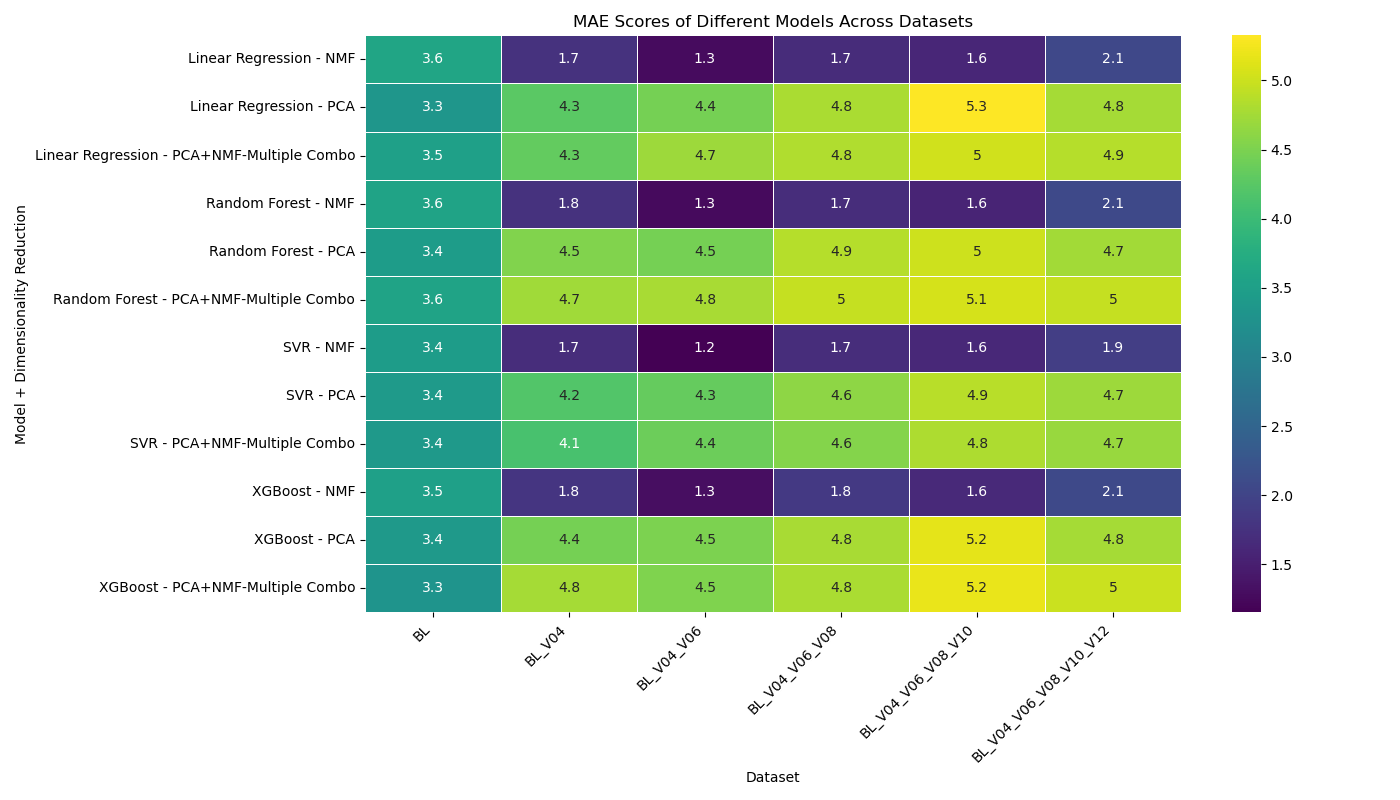 MAE Scores of Different Models Across Datasets
Model + Dimensionality Reduction
Linear Regression - NMF 3.6 1.7 1.3 1.7 1.6 2.1
Linear Regression - PCA 3.3 4.3 4.4 4.8 5.3 4.8
Linear Regression - PCA+NMF-Multiple Combo 3.5 4.3 4.7 4.8 5 4.9
Random Forest - NMF 3.6 1.8 1.3 1.7 1.6 2.1
Random Forest - PCA 3.4 4.5 4.5 4.9 5 4.7
Random Forest - PCA+NMF-Multiple Combo 3.6 4.7 4.8 5 5.1 5
SVR - NMF 3.4 1.7 1.2 1.7 1.6 1.9
SVR - PCA 3.4 4.2 4.3 4.6 4.9 4.7
SVR - PCA+NMF-Multiple Combo 3.4 4.1 4.4 4.6 4.8 4.7
XGBoost - NMF 3.5 1.8 1.3 1.8 1.6 2.1
XGBoost - PCA 3.4 4.4 4.5 4.8 5.2 4.8
XGBoost - PCA+NMF-Multiple Combo 3.3 4.8 4.5 4.8 5.2 5
BL BL_V04 BL_V04_V06 BL_V04_V06_V08 BL_V04_V06_V08_V10 BL_V04_V06_V08_V10_V12
Dataset
5.0
4.5
4.0
3.5
3.0
2.5
2.0
1.5